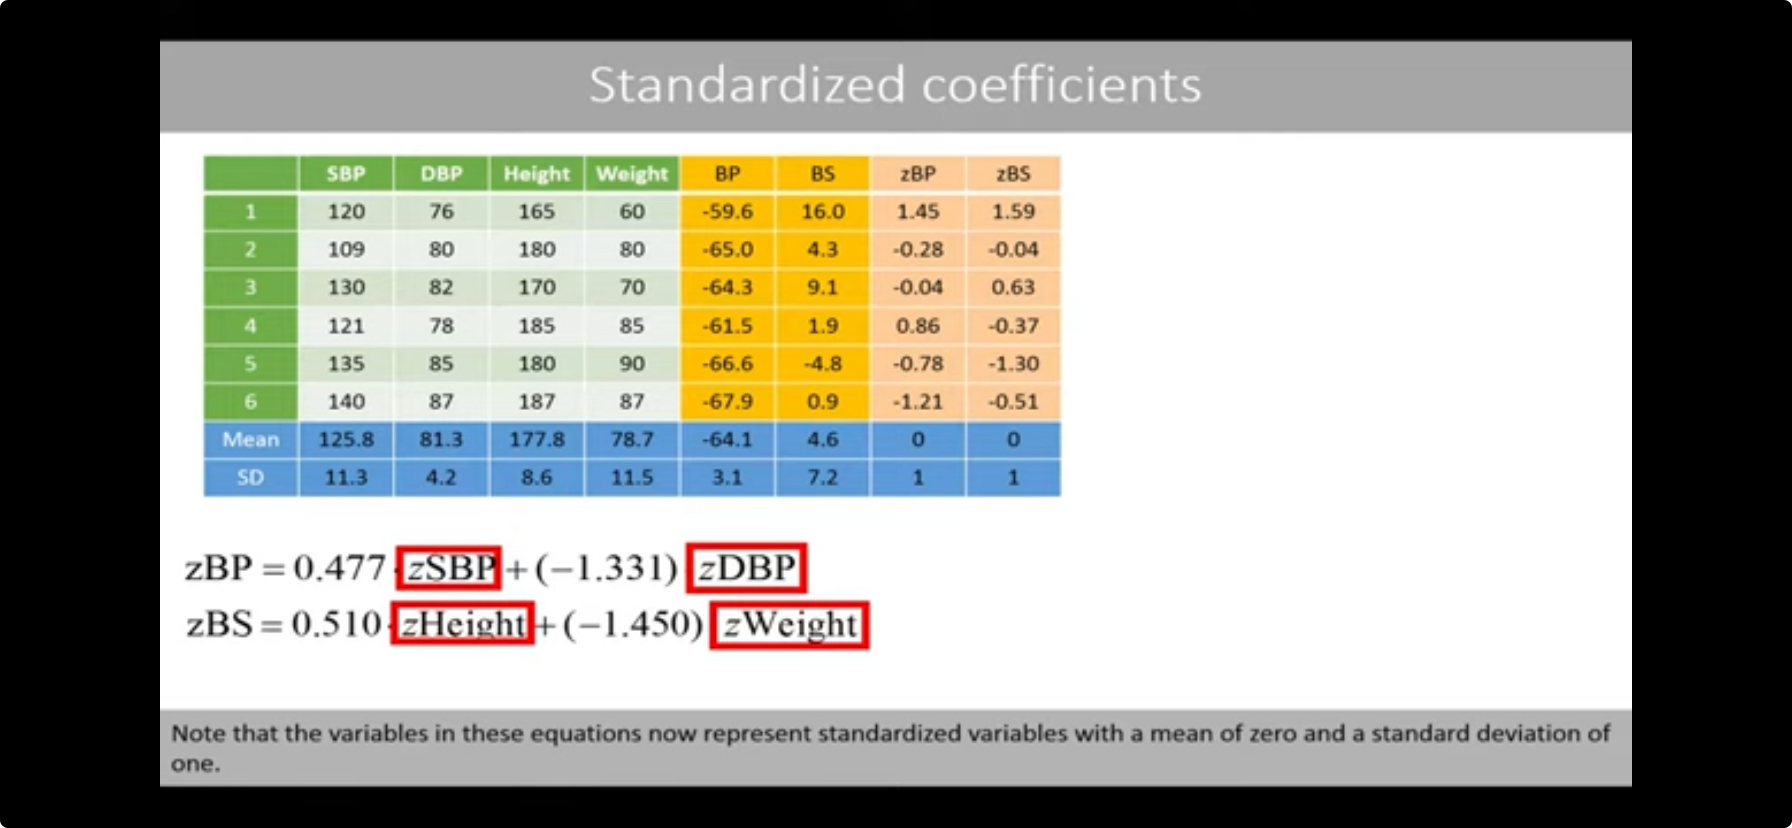 Standardized coefficients
SBP DBP Height Weight BP BS zBP zBS
1 120 76 165 60 -59.6 16.0 1.45 1.59
2 109 80 180 80 -65.0 4.3 -0.28 -0.04
3 130 82 170 70 -64.3 9.1 -0.04 0.63
4 121 78 185 85 -61.5 1.9 0.86 -0.37
5 135 85 180 90 -66.6 -4.8 -0.78 -1.30
6 140 87 187 87 -67.9 0.9 -1.21 -0.51
Mean 125.8 81.3 177.8 78.7 -64.1 4.6 0 0
SD 11.3 4.2 8.6 11.5 3.1 7.2 1 1
zBP = 0.477 · zSBP + (−1.331) zDBP
zBS = 0.510 · zHeight + (−1.450) zWeight
Note that the variables in these equations now represent standardized variables with a mean of zero and a standard deviation of
one.